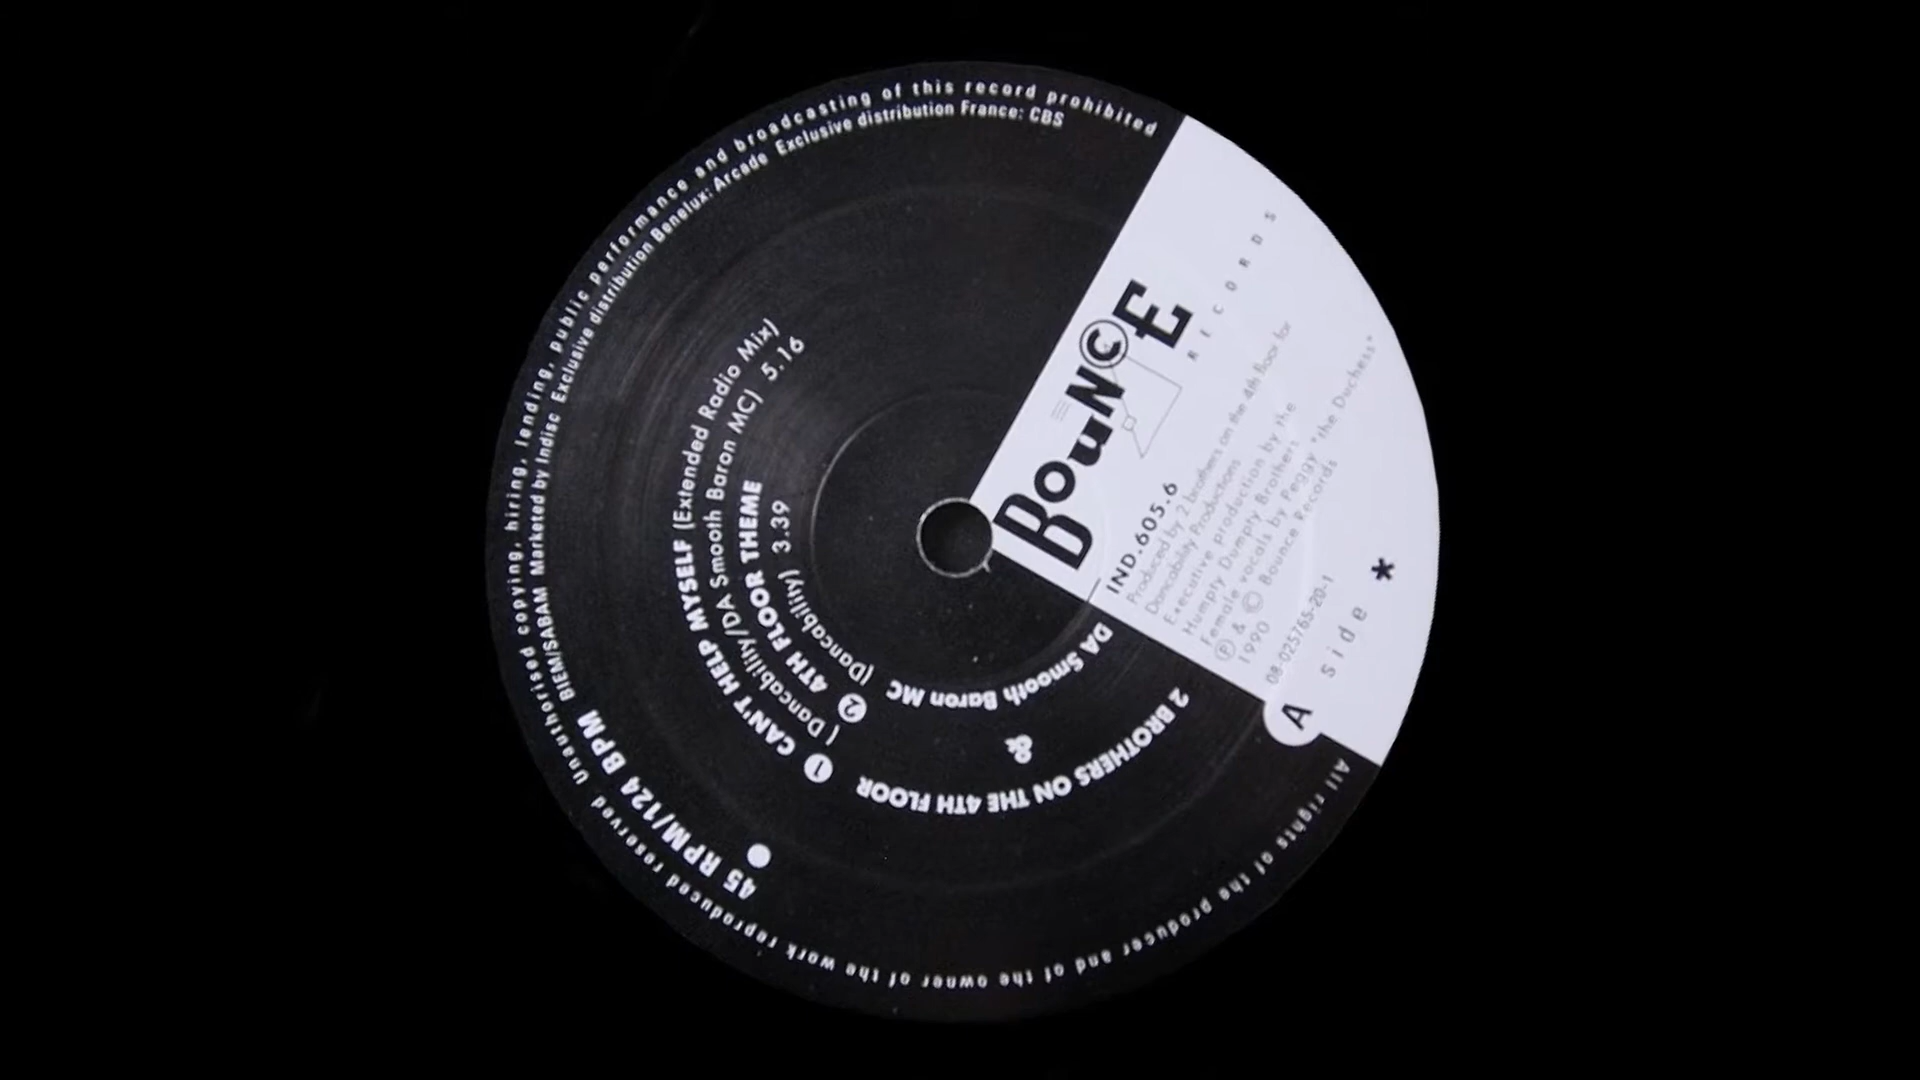 BOUNCE
RECORDS
IND.605.6
Produced by 2 brothers on the 4th floor for
Dancability Productions
Executive production by the
Humpty Dumpty Brothers
Female vocals by Peggy "the Duchess"
Ⓟ & © Bounce Records
1990
08-025765-20-1
side *
A
2 BROTHERS ON THE 4TH FLOOR
&
DA Smooth Baron MC
1 CAN'T HELP MYSELF (Extended Radio Mix)
(Dancability/DA Smooth Baron MC) 5.16
2 4TH FLOOR THEME
(Dancability) 3.39
45 RPM/124 BPM
BIEM/SABAM Marketed by Indisc Exclusive distribution Benelux: Arcade Exclusive distribution France: CBS
All rights of the producer and of the owner of the work reproduced reserved Unauthorised copying, hiring, lending, public performance and broadcasting of this record prohibited